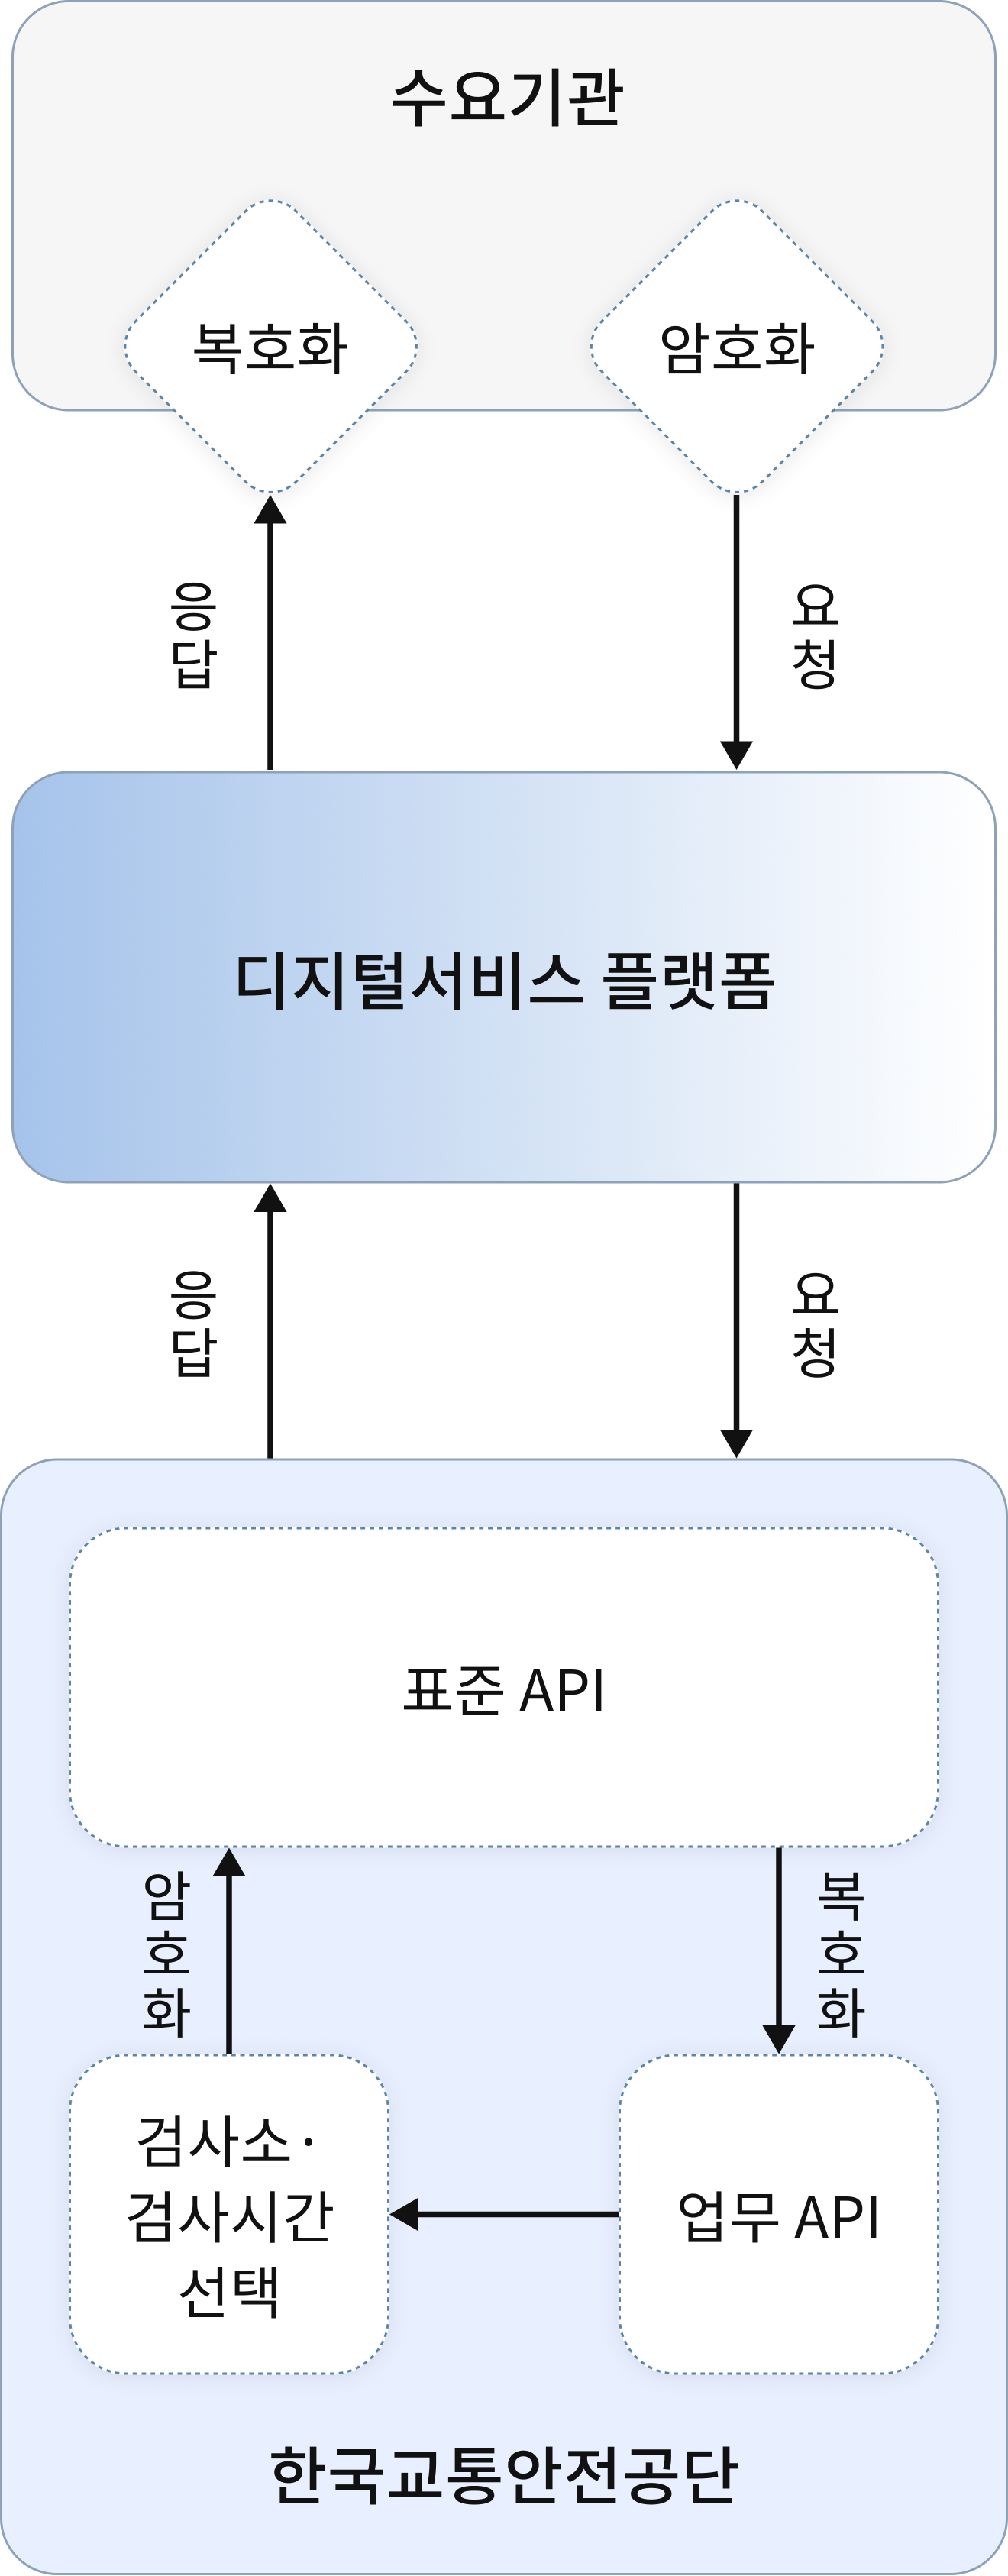 수요기관
복호화
암호화
응답
요청
디지털서비스 플랫폼
응답
요청
표준 API
암호화
복호화
검사소·
검사시간
선택
업무 API
한국교통안전공단